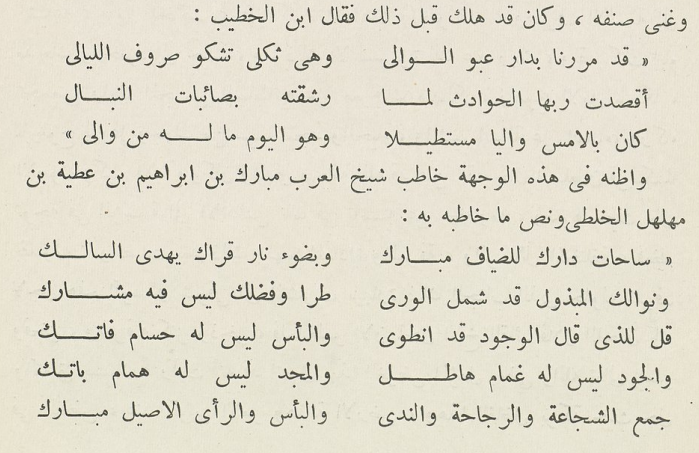 وغنى صنفه ، وكان قد هلك قبل ذلك فقال ابن الخطيب :
« قد مررنا بدار عبو الوالى وهى ثكلى تشكو صروف الليالى
أقصدت ربها الحوادث لما رشقته بصائبات النبال
كان بالامس واليا مستطيلا وهو اليوم ما له من والى »
واظنه فى هذه الوجهة خاطب شيخ العرب مبارك بن ابراهيم بن عطية بن
مهلهل الخلطى ونص ما خاطبه به :
« ساحات دارك للضياف مبارك وبضوء نار قراك يهدى السالك
ونوالك المبذول قد شمل الورى طرا وفضلك ليس فيه مشارك
قل للذى قال الوجود قد انطوى والبأس ليس له حسام فاتك
والجود ليس له غمام هاطل والمجد ليس له همام باتك
جمع الشجاعة والرجاحة والندى والبأس والرأى الاصيل مبارك